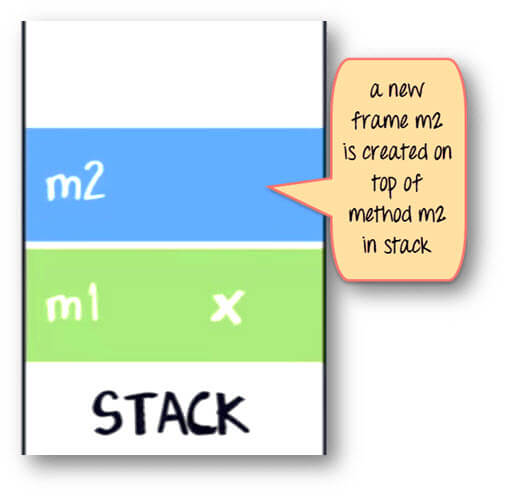 a new
frame m2
is created on
top of
method m2
in stack
m2
m1 x
STACK